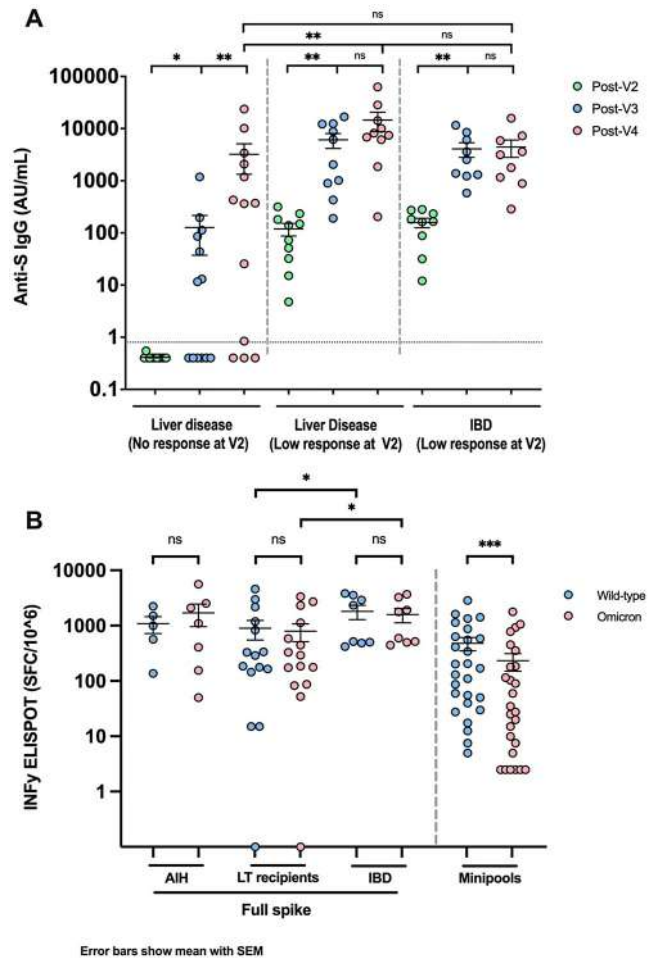 A
ns
**
ns
*
**
**
ns
**
ns
100000
10000
1000
100
10
1
0.1
Anti-S IgG (AU/mL)
Post-V2
Post-V3
Post-V4
Liver disease
(No response at V2)
Liver Disease
(Low response at V2)
IBD
(Low response at V2)
B
*
*
ns
ns
ns
***
10000
1000
100
10
1
INFy ELISPOT (SFC/10^6)
Wild-type
Omicron
AIH
LT recipients
IBD
Minipools
Full spike
Error bars show mean with SEM